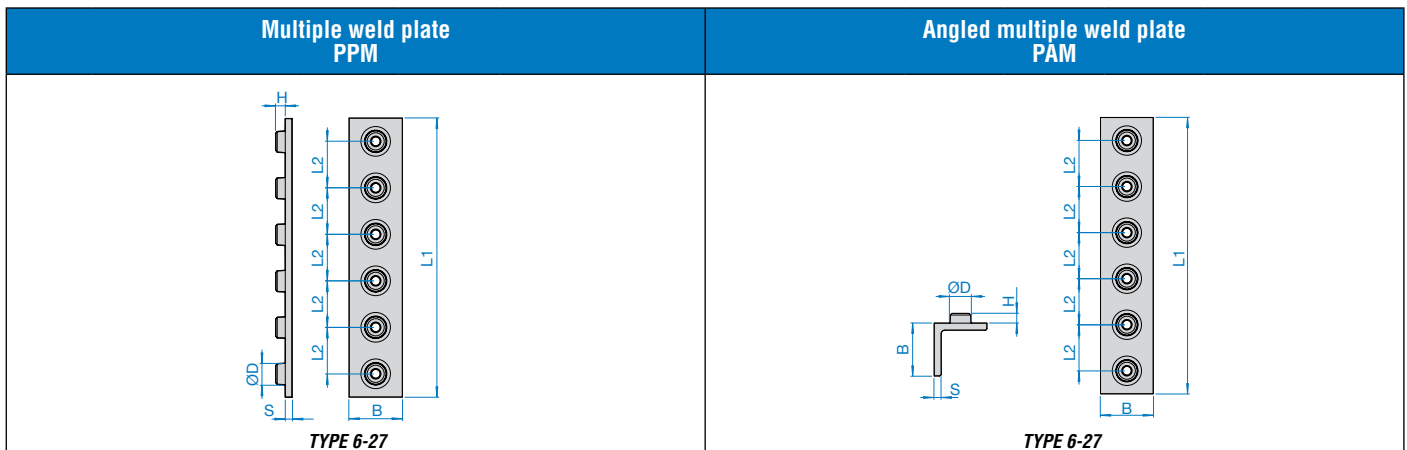 Multiple weld plate
PPM
Angled multiple weld plate
PAM
H
L2
L2
L2
L2
L2
L1
ØD
S
B
TYPE 6-27
L2
L2
L2
L2
L2
L1
ØD
H
B
S
B
TYPE 6-27